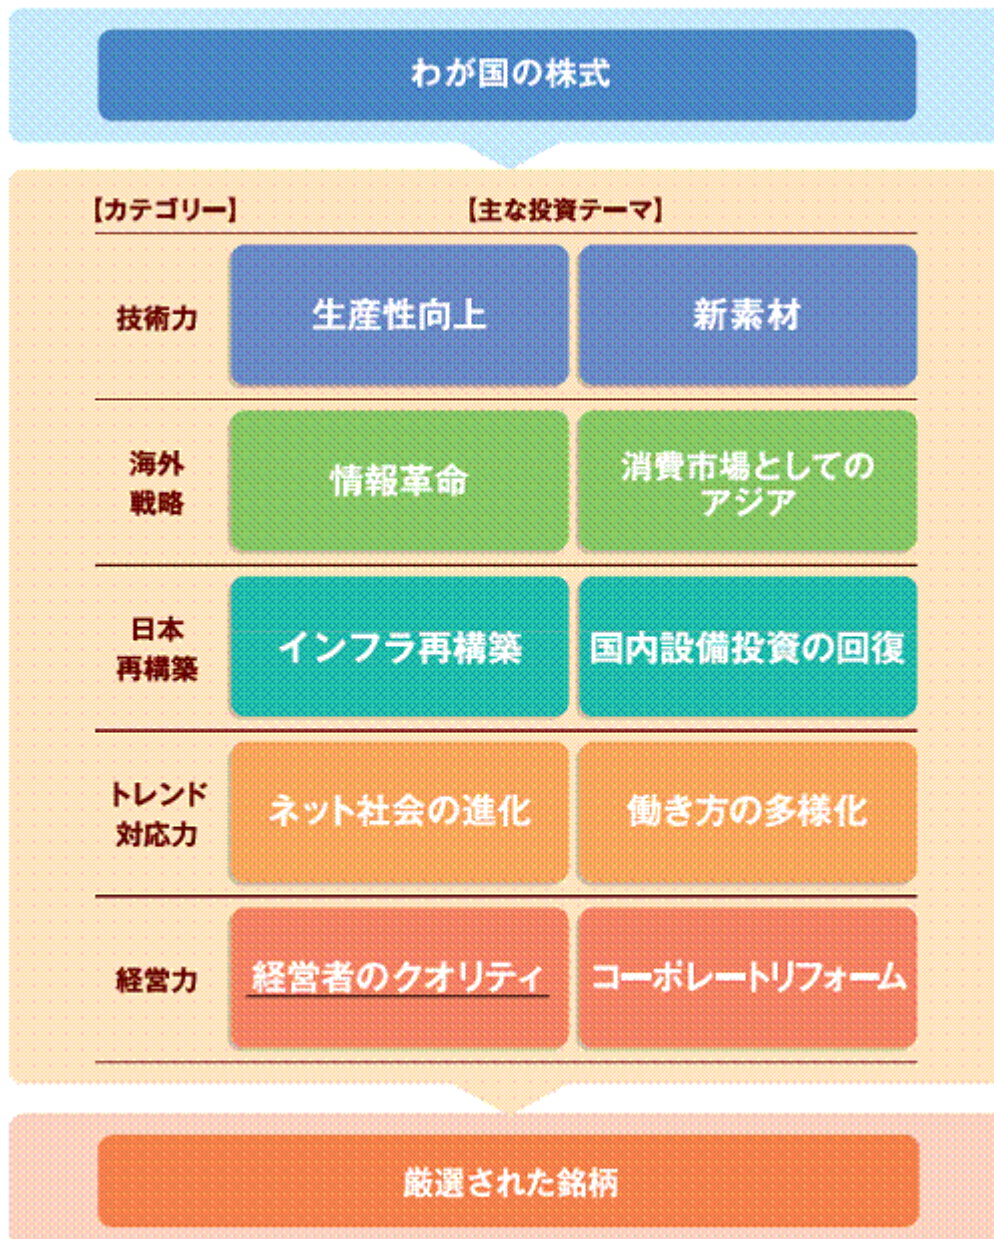 わが国の株式
【カテゴリー】 【主な投資テーマ】
技術力
生産性向上
新素材
海外
戦略
情報革命
消費市場としての
アジア
日本
再構築
インフラ再構築
国内設備投資の回復
トレンド
対応力
ネット社会の進化
働き方の多様化
経営力
経営者のクオリティ
コーポレートリフォーム
厳選された銘柄